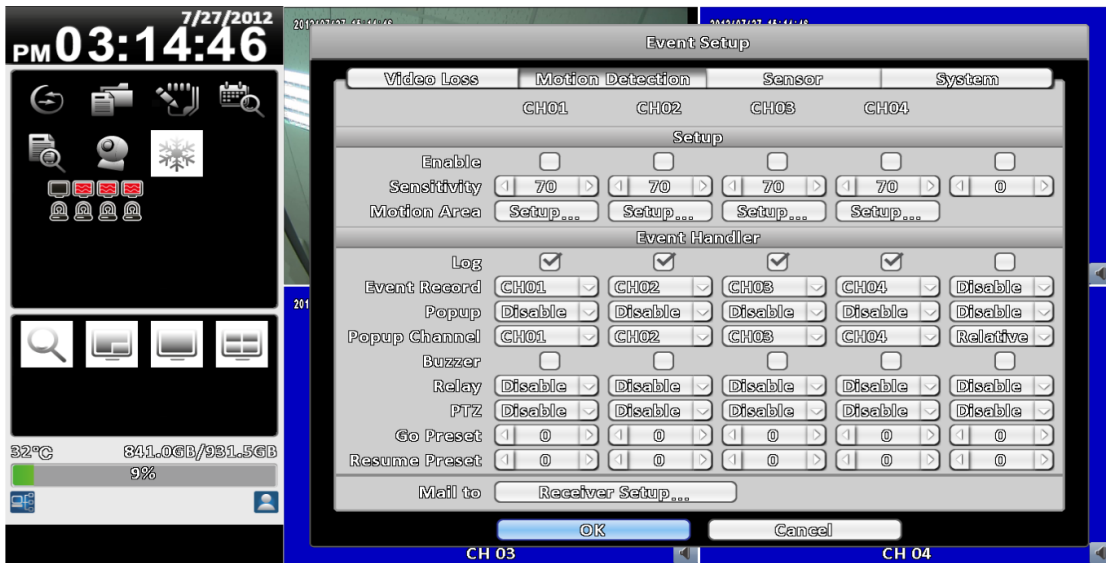 7/27/2012
PM 03:14:46
32°C 841.0GB/931.5GB
9%
Event Setup
Video Loss Motion Detection Sensor System
CH01 CH02 CH03 CH04
Setup
Enable
Sensitivity 70 70 70 70 0
Motion Area Setup... Setup... Setup... Setup...
Event Handler
Log
Event Record CH01 CH02 CH03 CH04 Disable
Popup Disable Disable Disable Disable Disable
Popup Channel CH01 CH02 CH03 CH04 Relative
Buzzer
Relay Disable Disable Disable Disable Disable
PTZ Disable Disable Disable Disable Disable
Go Preset 0 0 0 0 0
Resume Preset 0 0 0 0 0
Mail to Receiver Setup...
OK Cancel
201
CH 03 CH 04